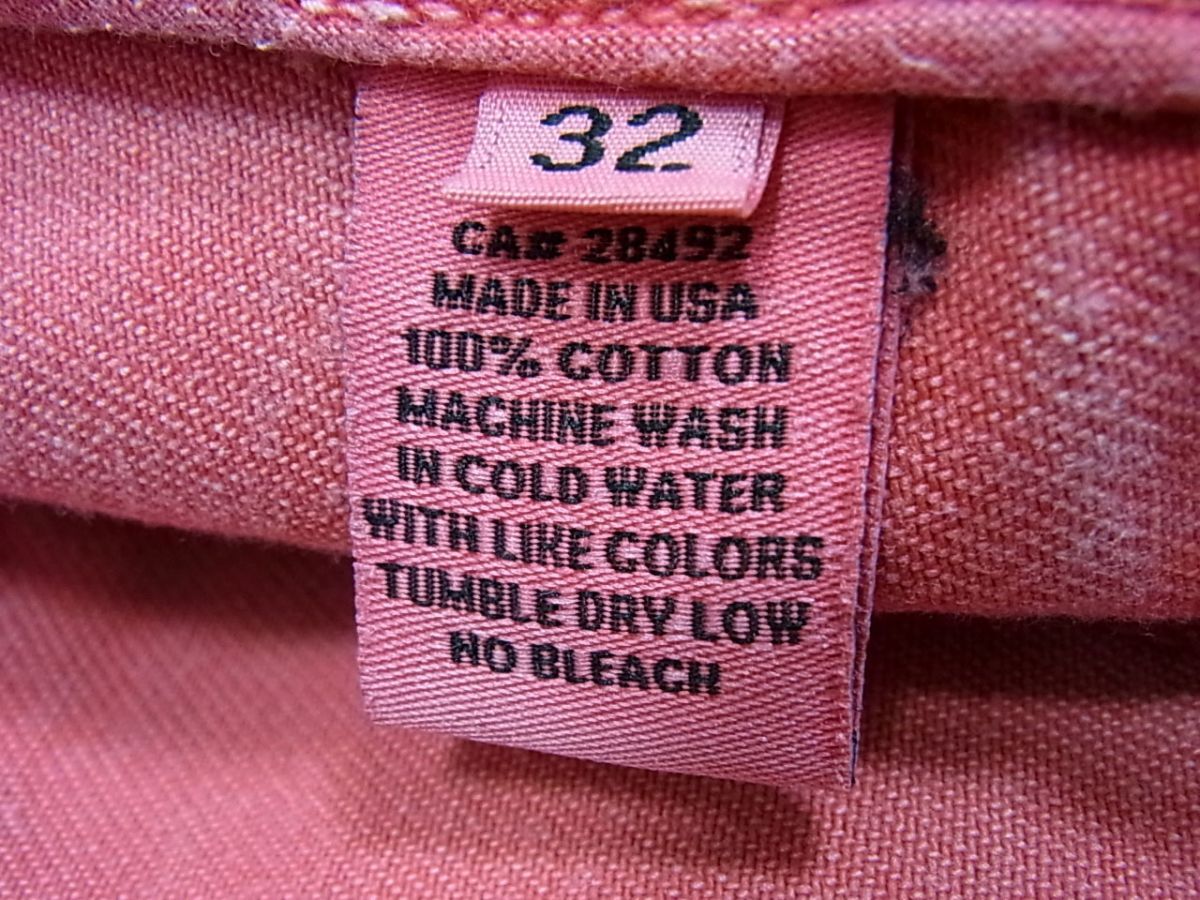 32
CA# 28492
MADE IN USA
100% COTTON
MACHINE WASH
IN COLD WATER
WITH LIKE COLORS
TUMBLE DRY LOW
NO BLEACH